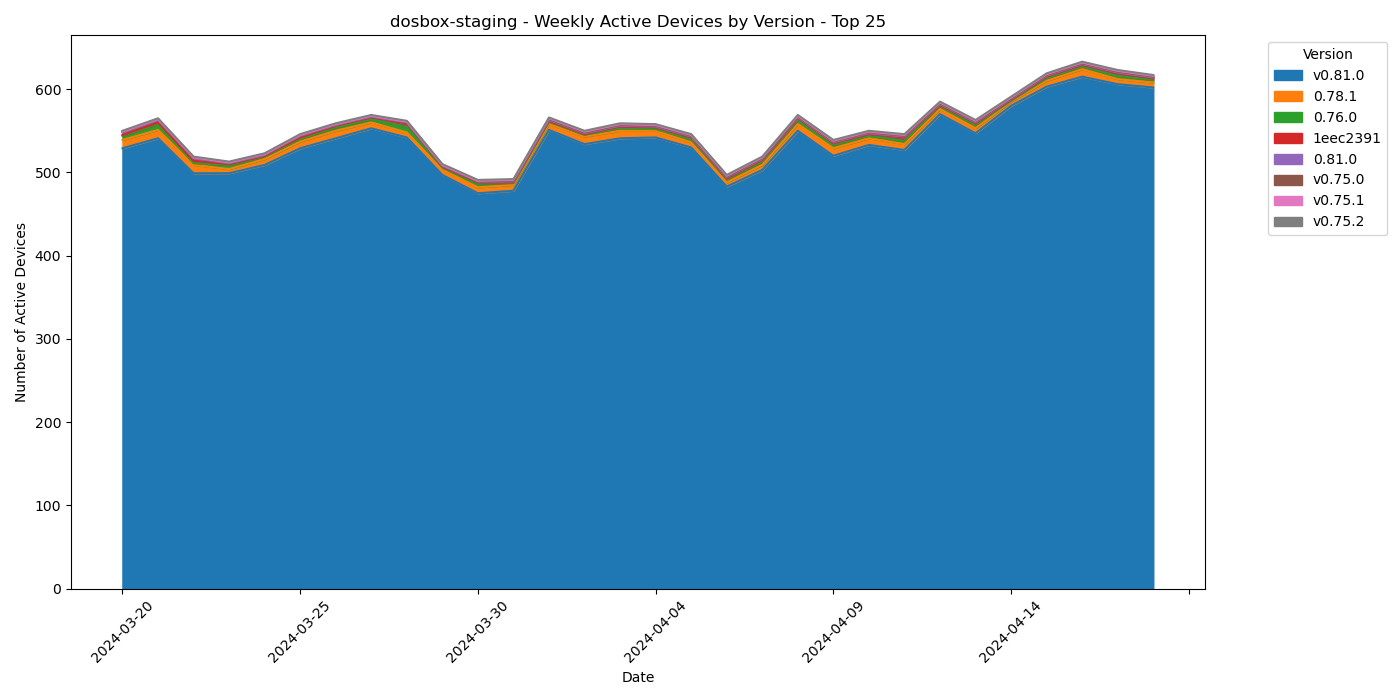 dosbox-staging - Weekly Active Devices by Version - Top 25
Number of Active Devices
600
500
400
300
200
100
0
2024-03-20
2024-03-25
2024-03-30
2024-04-04
2024-04-09
2024-04-14
Date
Version
v0.81.0
0.78.1
0.76.0
1eec2391
0.81.0
v0.75.0
v0.75.1
v0.75.2